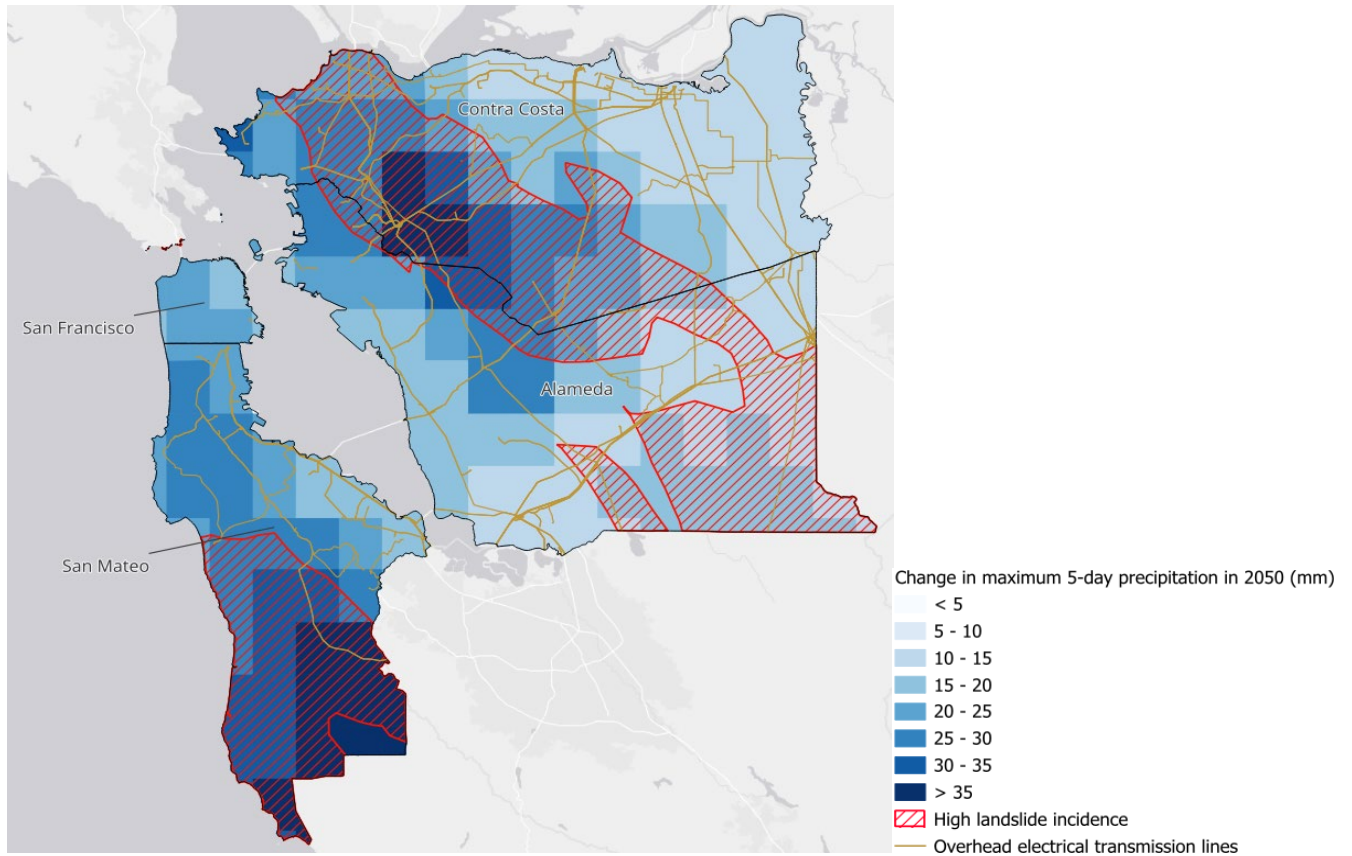 Contra Costa
San Francisco
Alameda
San Mateo
Change in maximum 5-day precipitation in 2050 (mm)
< 5
5 - 10
10 - 15
15 - 20
20 - 25
25 - 30
30 - 35
> 35
High landslide incidence
Overhead electrical transmission lines